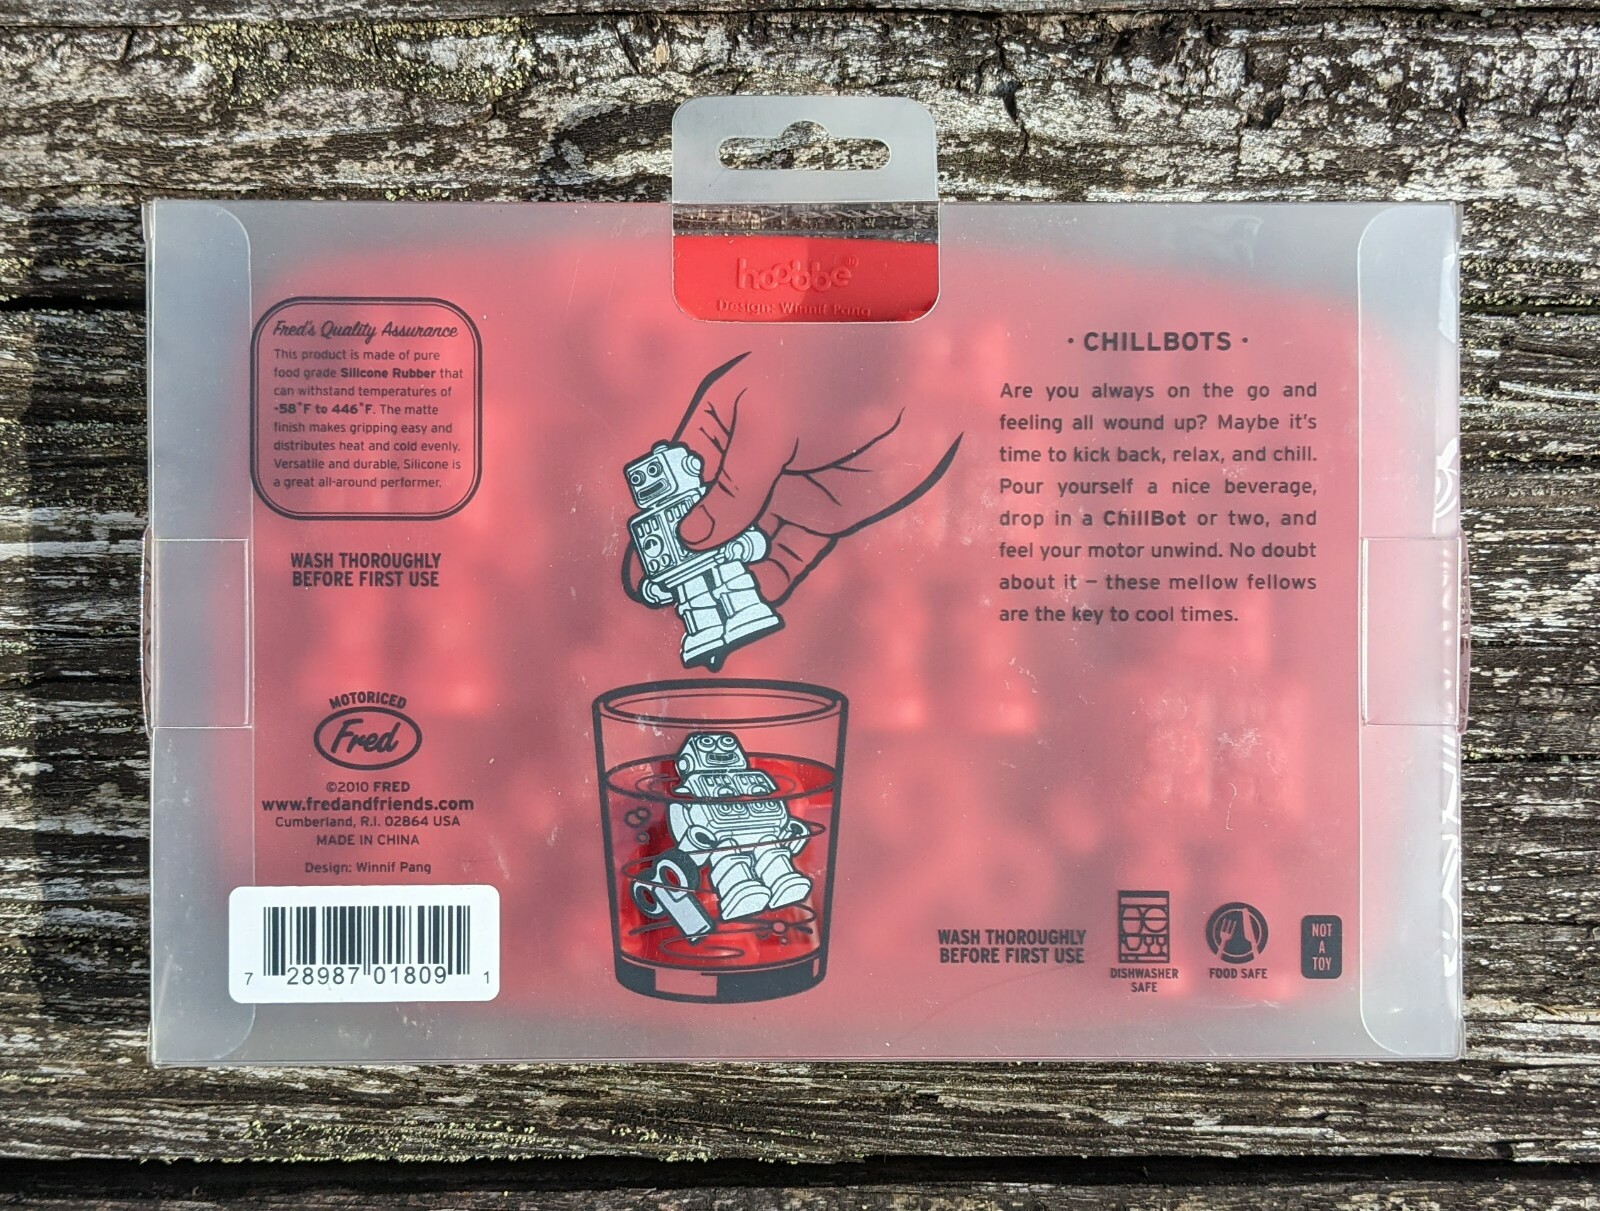 hoobbe
Design: Winnif Pang
Fred's Quality Assurance
This product is made of pure
food grade Silicone Rubber that
can withstand temperatures of
-58°F to 446°F. The matte
finish makes gripping easy and
distributes heat and cold evenly.
Versatile and durable, Silicone is
a great all-around performer.
WASH THOROUGHLY
BEFORE FIRST USE
MOTORICED
Fred
©2010 FRED
www.fredandfriends.com
Cumberland, R.I. 02864 USA
MADE IN CHINA
Design: Winnif Pang
7 28987 01809 1
· CHILLBOTS ·
Are you always on the go and
feeling all wound up? Maybe it's
time to kick back, relax, and chill.
Pour yourself a nice beverage,
drop in a ChillBot or two, and
feel your motor unwind. No doubt
about it – these mellow fellows
are the key to cool times.
WASH THOROUGHLY
BEFORE FIRST USE
DISHWASHER
SAFE
FOOD SAFE
NOT
A
TOY